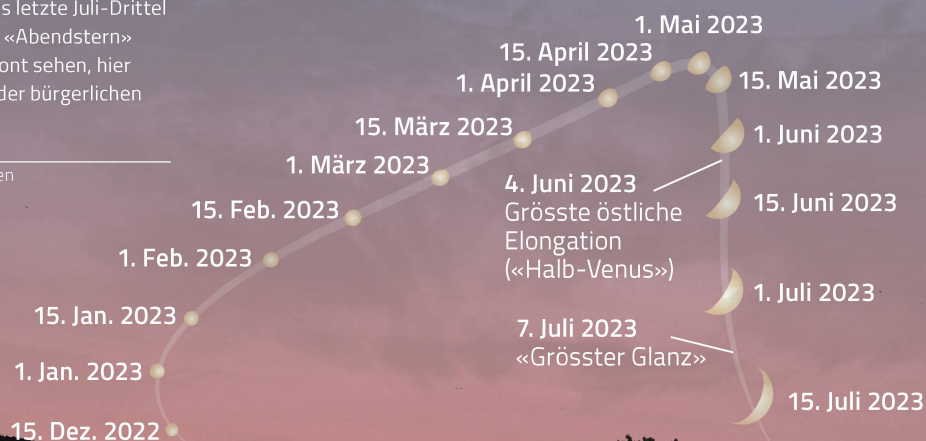 s letzte Juli-Drittel
«Abendstern»
ont sehen, hier
der bürgerlichen
en
1. Mai 2023
15. April 2023
1. April 2023
15. Mai 2023
15. März 2023
1. Juni 2023
1. März 2023
4. Juni 2023
Grösste östliche
Elongation
(«Halb-Venus»)
15. Juni 2023
15. Feb. 2023
1. Feb. 2023
1. Juli 2023
15. Jan. 2023
7. Juli 2023
«Grösster Glanz»
1. Jan. 2023
15. Juli 2023
15. Dez. 2022